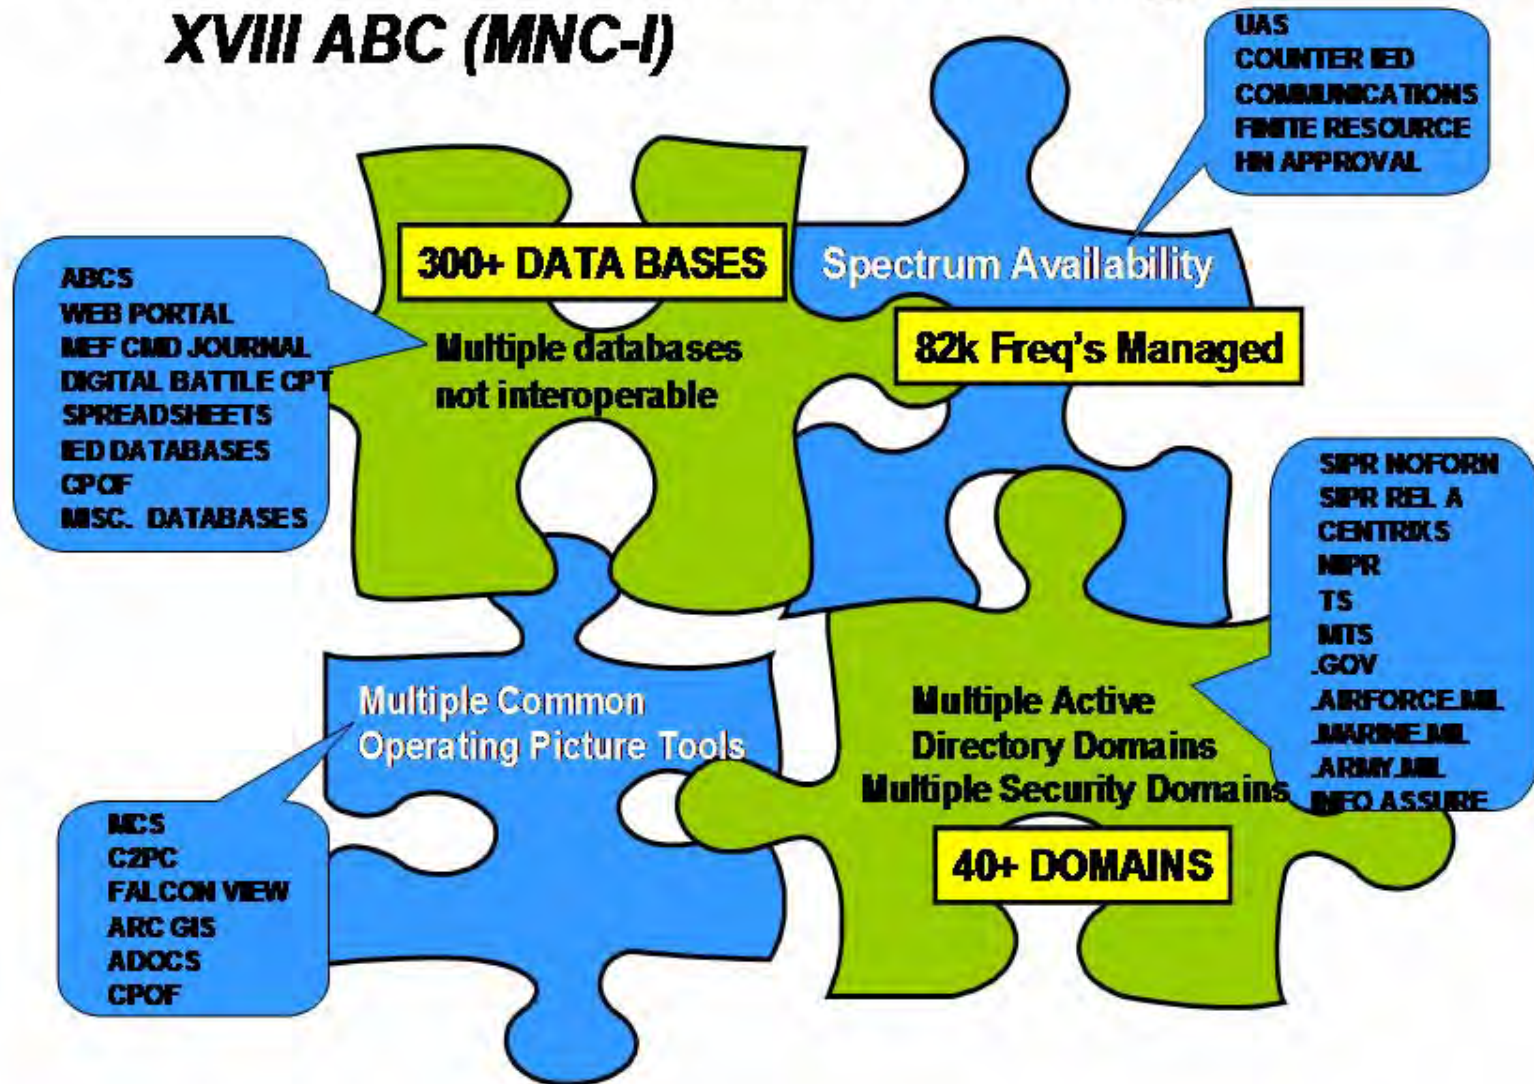 XVIII ABC (MNC-I)
UAS
COUNTER IED
COMMUNICATIONS
FINITE RESOURCE
HN APPROVAL
300+ DATA BASES
Multiple databases
not interoperable
ABCS
WEB PORTAL
MEF CMD JOURNAL
DIGITAL BATTLE CPT
SPREADSHEETS
IED DATABASES
CPOF
MISC. DATABASES
Spectrum Availability
82k Freq's Managed
SIPR NOFORN
SIPR REL A
CENTRIXS
NIPR
TS
MTS
.GOV
.AIRFORCE.MIL
.MARINE.MIL
.ARMY.MIL
INFO ASSURE
Multiple Common
Operating Picture Tools
MCS
C2PC
FALCON VIEW
ARC GIS
ADOCS
CPOF
Multiple Active
Directory Domains
Multiple Security Domains
40+ DOMAINS